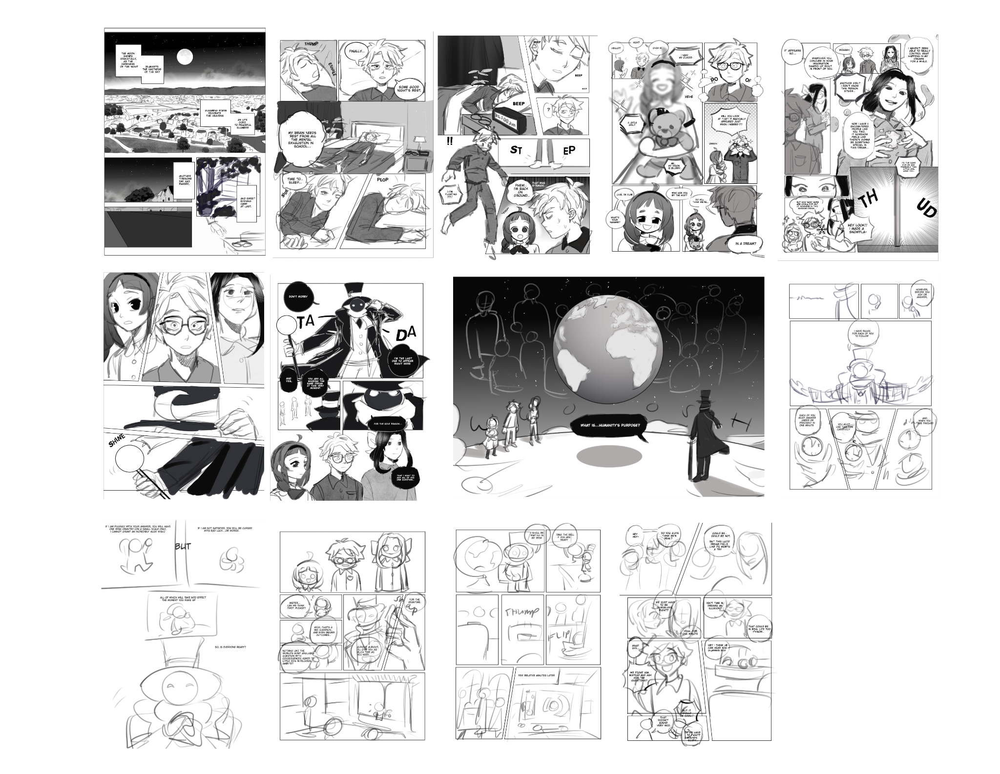 THE MOON
SHINES
GRACEFULLY,
AS THE
DARKNESS
OF THE NIGHT
BLANKETS
THE VASTNESS
OF THE SKY
GLEAMING STARS
DECORATE
THE HEAVENS
AS LIFE
GOES
TO PEACEFUL
SLUMBER
ANOTHER
TIRESOME
DAY HAS
PASSED,
AND SWEET
EVENING
CAME
AT LAST.
THUMP
EXHALE
FINALLY...
SOME GOOD
NIGHT'S REST.
MY BRAIN NEEDS
REST FROM ALL
THE MENTAL
EXHAUSTION IN
SCHOOL...
TIME TO..
SLEEP...
SIDE
PLOP
BEEP
BEEP
BEEP
BEEP
12:00am
?
!!
I-I'M
FLOATING
??!!
ST EP
PHEW..
I'M BACK
ON
GROUND..
THAT WAS
STRANGE...
*GASP*
HELLO!!
HUH?
O-OH HI
I NEED
MY GLASSE-
HEHE
A LITTLE
GIRL?
AH..
MY VISION
IS BLURRY.
PO OF
WILL YOU LOOK
AT THAT! IT MAGICALLY
APPEARED JUST
WHEN I NEEDED IT!
OHHHH
UHM, I'M YUMI
WHAT'S
YOUR
NAAAME?
WHO ARE YOU
BY THE WAY?
DO YOU
THINK WE'RE..
IN A DREAM?
IT APPEARS
SO...
WHATEVER YOU
CONJURE IN YOUR
IMAGINATION
SHAPES UP RIGHT
IN FRONT OF YOU.
WOAAHH
I HAVEN'T BEEN
ABLE TO REALLY
CONTROL WHAT
HAPPENS IN MY
DREAMS
FOR A WHILE.
ANOTHER GIRL?
I DON'T KNOW
THIS PERSON
EITHER...
NOR HAVE I
ENCOUNTERED
PEOPLE LIKE
YOU TWO,
IT SOMEHOW
FEELS LIKE
THERE'S GONNA
BE SOMETHING
SPECIAL IN
THIS DREAM...
IT'S THE SAME
FOR ME AND
PROBABLY THIS
LITTLE GIRL
HERE TOO..
BUT HOW MANY MORE
ARE GONNA POP OUT
OF NOWHERE IN THIS
RANDOM DREAM...
HEY LOOK!!
I MADE A
SNOWFLA-
TH UD
SHINE
DON'T WORRY
TA
DA
I'M THE LAST
ONE TO APPEAR
RIGHT HERE
AND
YES,
YOU ARE ALL
SHARING THE
SAME DREAM
AT THIS VERY
MOMENT.
FOR THE SOLE REASON...
THAT I WANT TO
ASK ALL OF YOU
ONE QUESTION..
WHAT IS...HUMANITY'S PURPOSE?
HOWEVER,
BEFORE YOU
ASK OR
ANSWER,
I HAVE RULES
FOR EACH OF YOU
TO FOLLOW
EACH OF YOU
MUST ANSWER
UNDER OR
PRECISELY IN
ONE MINUTE
YOU MUST
USE THIS TIME
CAREFULLY
AND,
WHEN YOU
ARE FINISHED
IF I AM PLEASED WITH YOUR ANSWER, YOU WILL HAVE
ONE WISH GRANTED (ON A SMALL SCALE ONLY,
I CANNOT GRANT AN INCREDIBLY HUGE WISH)
BUT
IF I AM NOT SATISFIED, YOU WILL BE CURSED
WITH BAD LUCK...OR WORSE.
ALL OF WHICH WILL TAKE INTO EFFECT
THE MOMENT YOU WAKE UP
SO, IS EVERYONE READY?
MISTER...
CAN WE THINK
FIRST, PLEASE?
WOW..THAT'S A
BIG QUESTION..
AND EVEN BIGGER
OUTCOMES..
NOTHING LIKE THE
WORLD'S MOST ARGUABLE
QUESTION WITH
CONSEQUENCES ASKED TO
LITTLE KIDS IN PAJAMAS,
AMIRITE?
ALRIGHT ALRIGHT,
I'LL GIVE YOU AS
MUCH TIME AS
YOU NEED.
FOR THE
MEANTIME,
I SHALL BE
WAITING IN
MY DESK
RING THE BELL
IF YOU ARE
READY
THUMP
FLIP
FEW RELATIVE MINUTES LATER
HEY
HEY-
DO YOU GUYS
THINK HE'S
REAL?
COULD BE..
COULD BE NOT.
BUT THIS LUCID
DREAM FEELS
LIKE ITS WORTH
A TRY
WE JUST HAVE
TO BE
OURSELVES,
RIGHT?
YEAH..FOR
ONE MINUTE
ISN'T TIME IN
DREAMS AN
ILLUSION?
THAT COULD BE
IN REAL LIFE TOO
Y'KNOW..
WHAT
IFFF...
WE FIGHT HIM
INSTEAD AND ASK
HIM THE
QUESTIONS?
HEY I THINK HE
CAN HEAR YOU
GLASSES BOY
THAT
DOESN'T
SOUND
VERY NICE..
BUT IT
WOULD
BE COOL!!
DO WE HAVE
TO FIGHT?